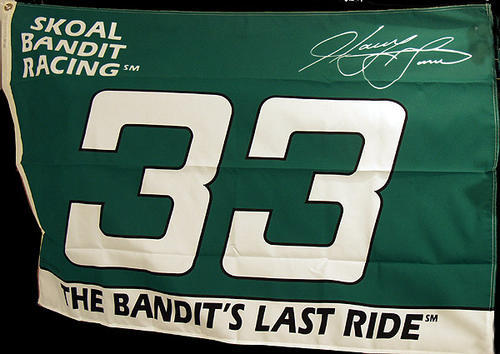 SKOAL
BANDIT
RACING℠
33
THE BANDIT'S LAST RIDE℠